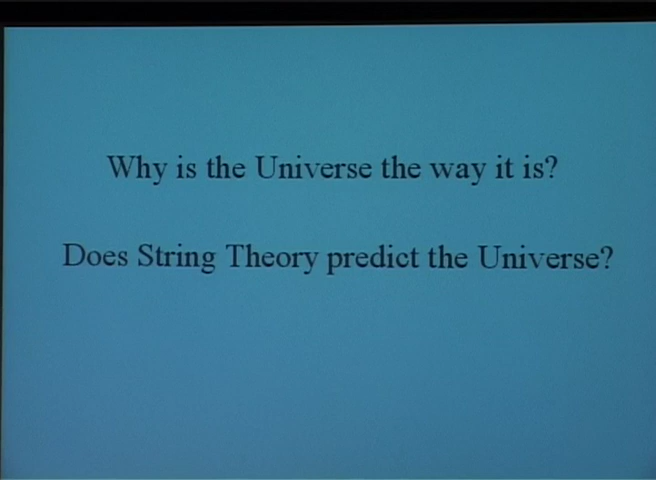 Why is the Universe the way it is?
Does String Theory predict the Universe?